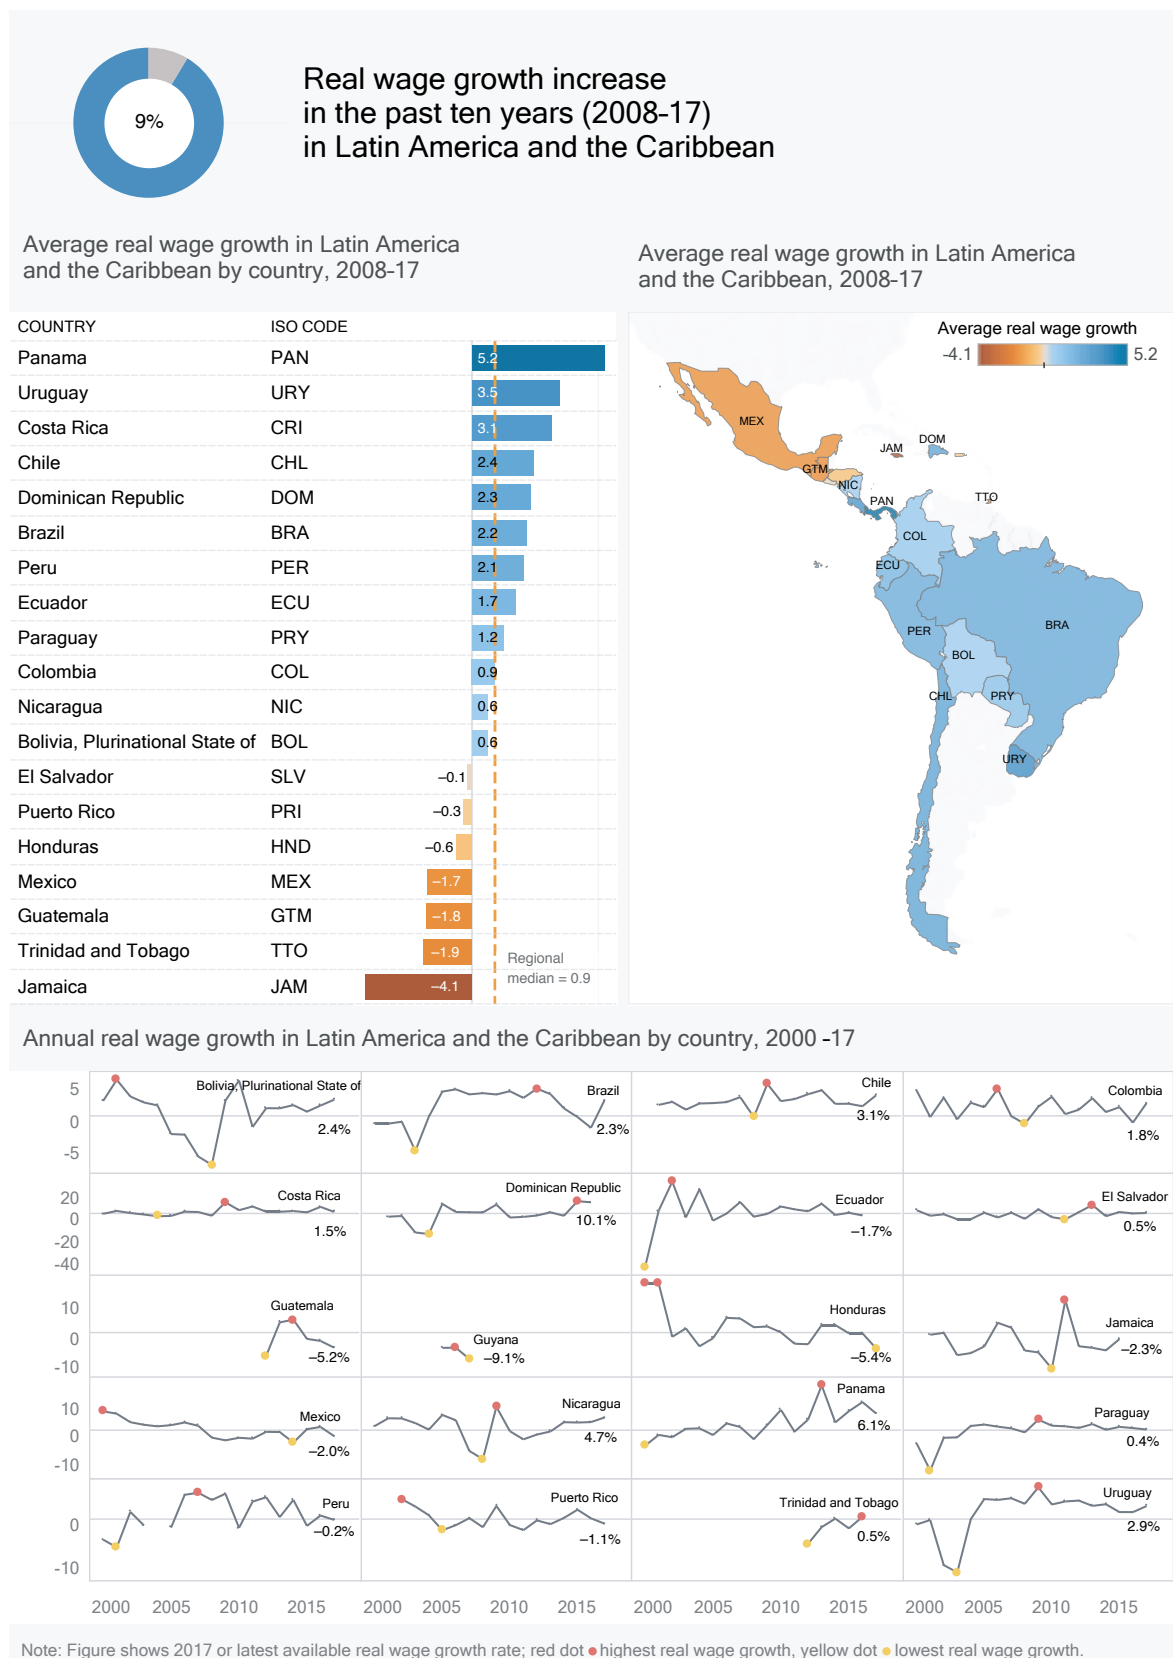 9%
Real wage growth increase
in the past ten years (2008-17)
in Latin America and the Caribbean
Average real wage growth in Latin America
and the Caribbean by country, 2008-17
COUNTRY ISO CODE
Panama PAN 5.2
Uruguay URY 3.5
Costa Rica CRI 3.1
Chile CHL 2.4
Dominican Republic DOM 2.3
Brazil BRA 2.2
Peru PER 2.1
Ecuador ECU 1.7
Paraguay PRY 1.2
Colombia COL 0.9
Nicaragua NIC 0.6
Bolivia, Plurinational State of BOL 0.6
El Salvador SLV −0.1
Puerto Rico PRI −0.3
Honduras HND −0.6
Mexico MEX −1.7
Guatemala GTM −1.8
Trinidad and Tobago TTO −1.9
Jamaica JAM −4.1
Regional
median = 0.9
Average real wage growth in Latin America
and the Caribbean, 2008-17
Average real wage growth
-4.1 5.2
MEX
DOM
JAM
GTM
NIC
TTO
PAN
COL
ECU
BRA
PER
BOL
CHL
PRY
URY
Annual real wage growth in Latin America and the Caribbean by country, 2000 -17
5
0
-5
Bolivia, Plurinational State of
2.4%
Brazil
2.3%
Chile
3.1%
Colombia
1.8%
20
0
-20
-40
Costa Rica
1.5%
Dominican Republic
10.1%
Ecuador
−1.7%
El Salvador
0.5%
10
0
-10
Guatemala
−5.2%
Guyana
−9.1%
Honduras
−5.4%
Jamaica
−2.3%
10
0
-10
Mexico
−2.0%
Nicaragua
4.7%
Panama
6.1%
Paraguay
0.4%
0
-10
Peru
−0.2%
Puerto Rico
−1.1%
Trinidad and Tobago
0.5%
Uruguay
2.9%
2000 2005 2010 2015 2000 2005 2010 2015 2000 2005 2010 2015 2000 2005 2010 2015
Note: Figure shows 2017 or latest available real wage growth rate; red dot ● highest real wage growth, yellow dot ● lowest real wage growth.